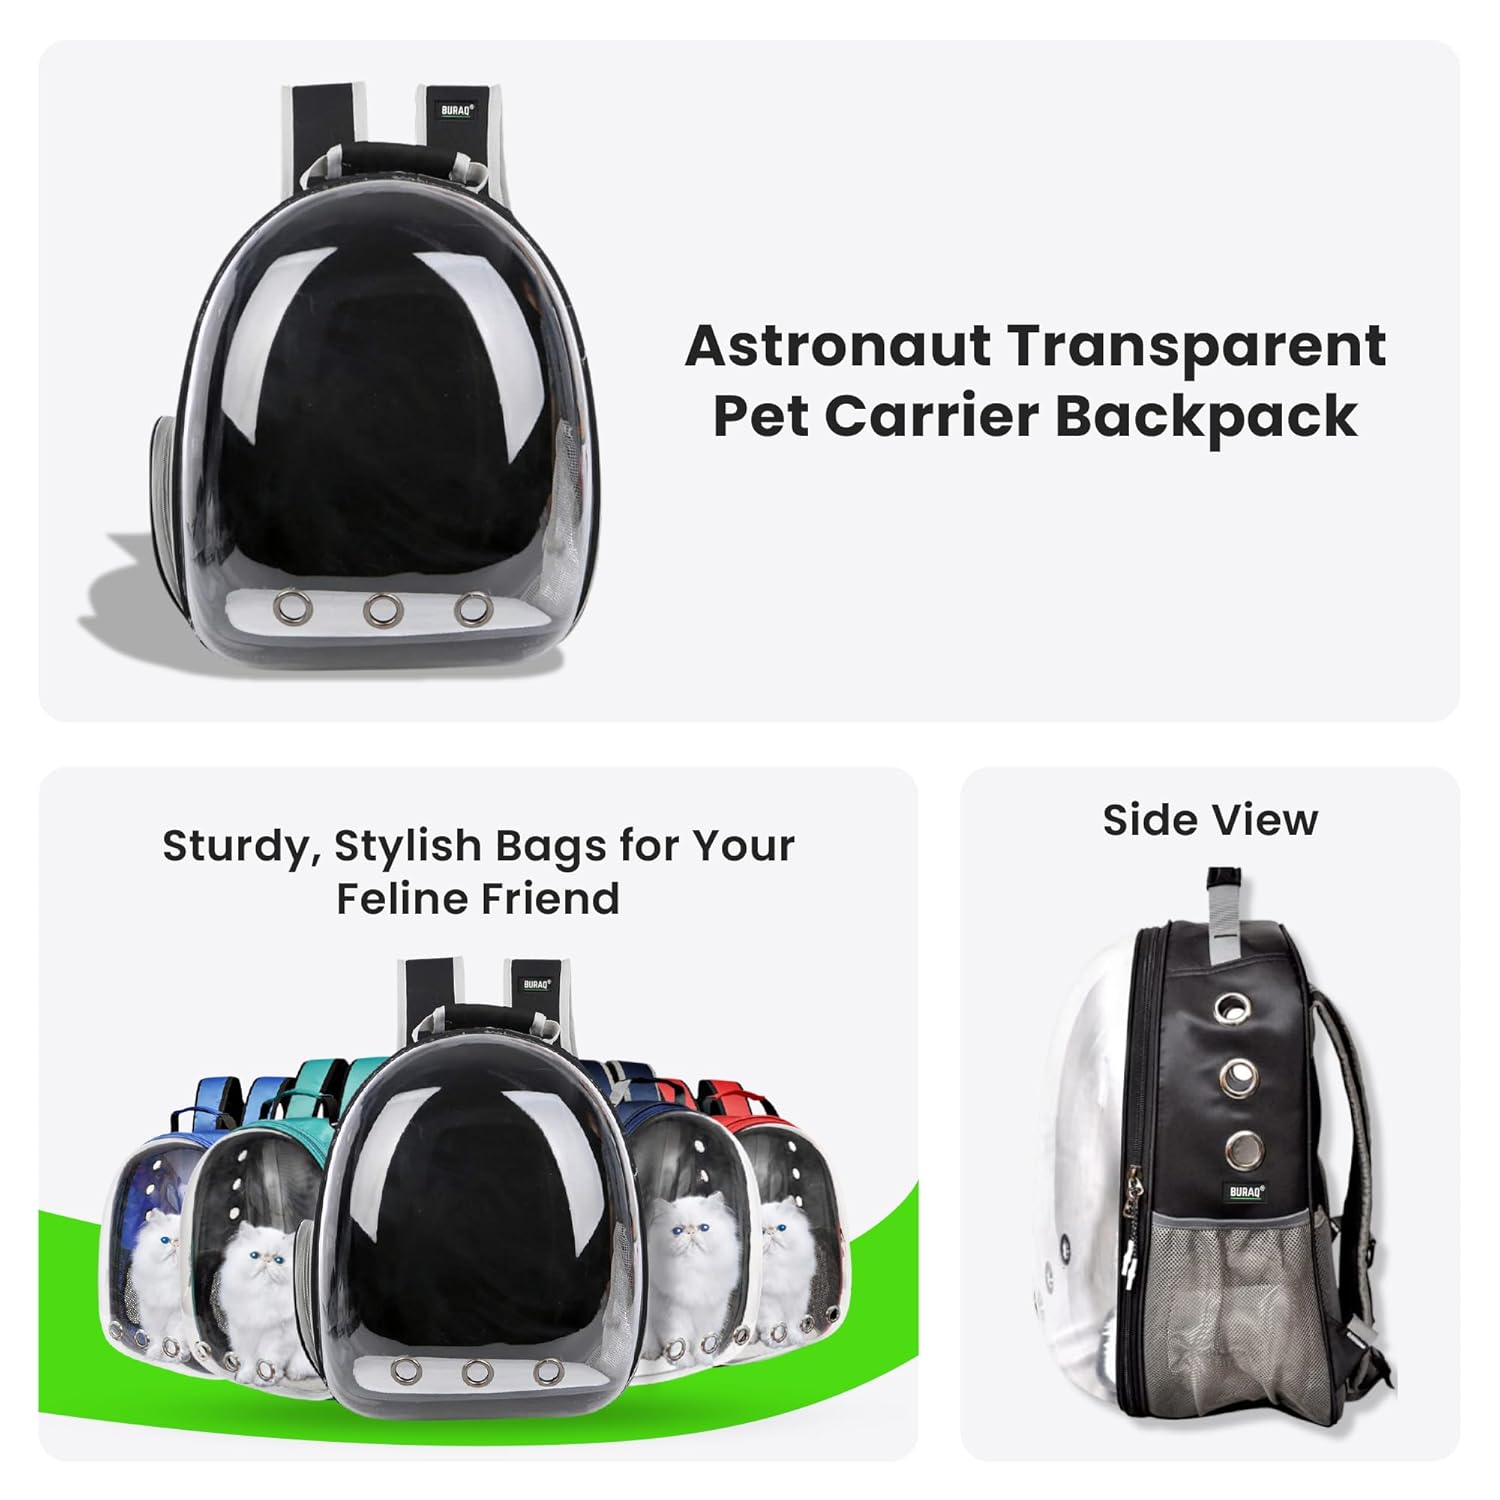 BURAQ®
Astronaut Transparent
Pet Carrier Backpack
Sturdy, Stylish Bags for Your
Feline Friend
BURAQ®
Side View
BURAQ®